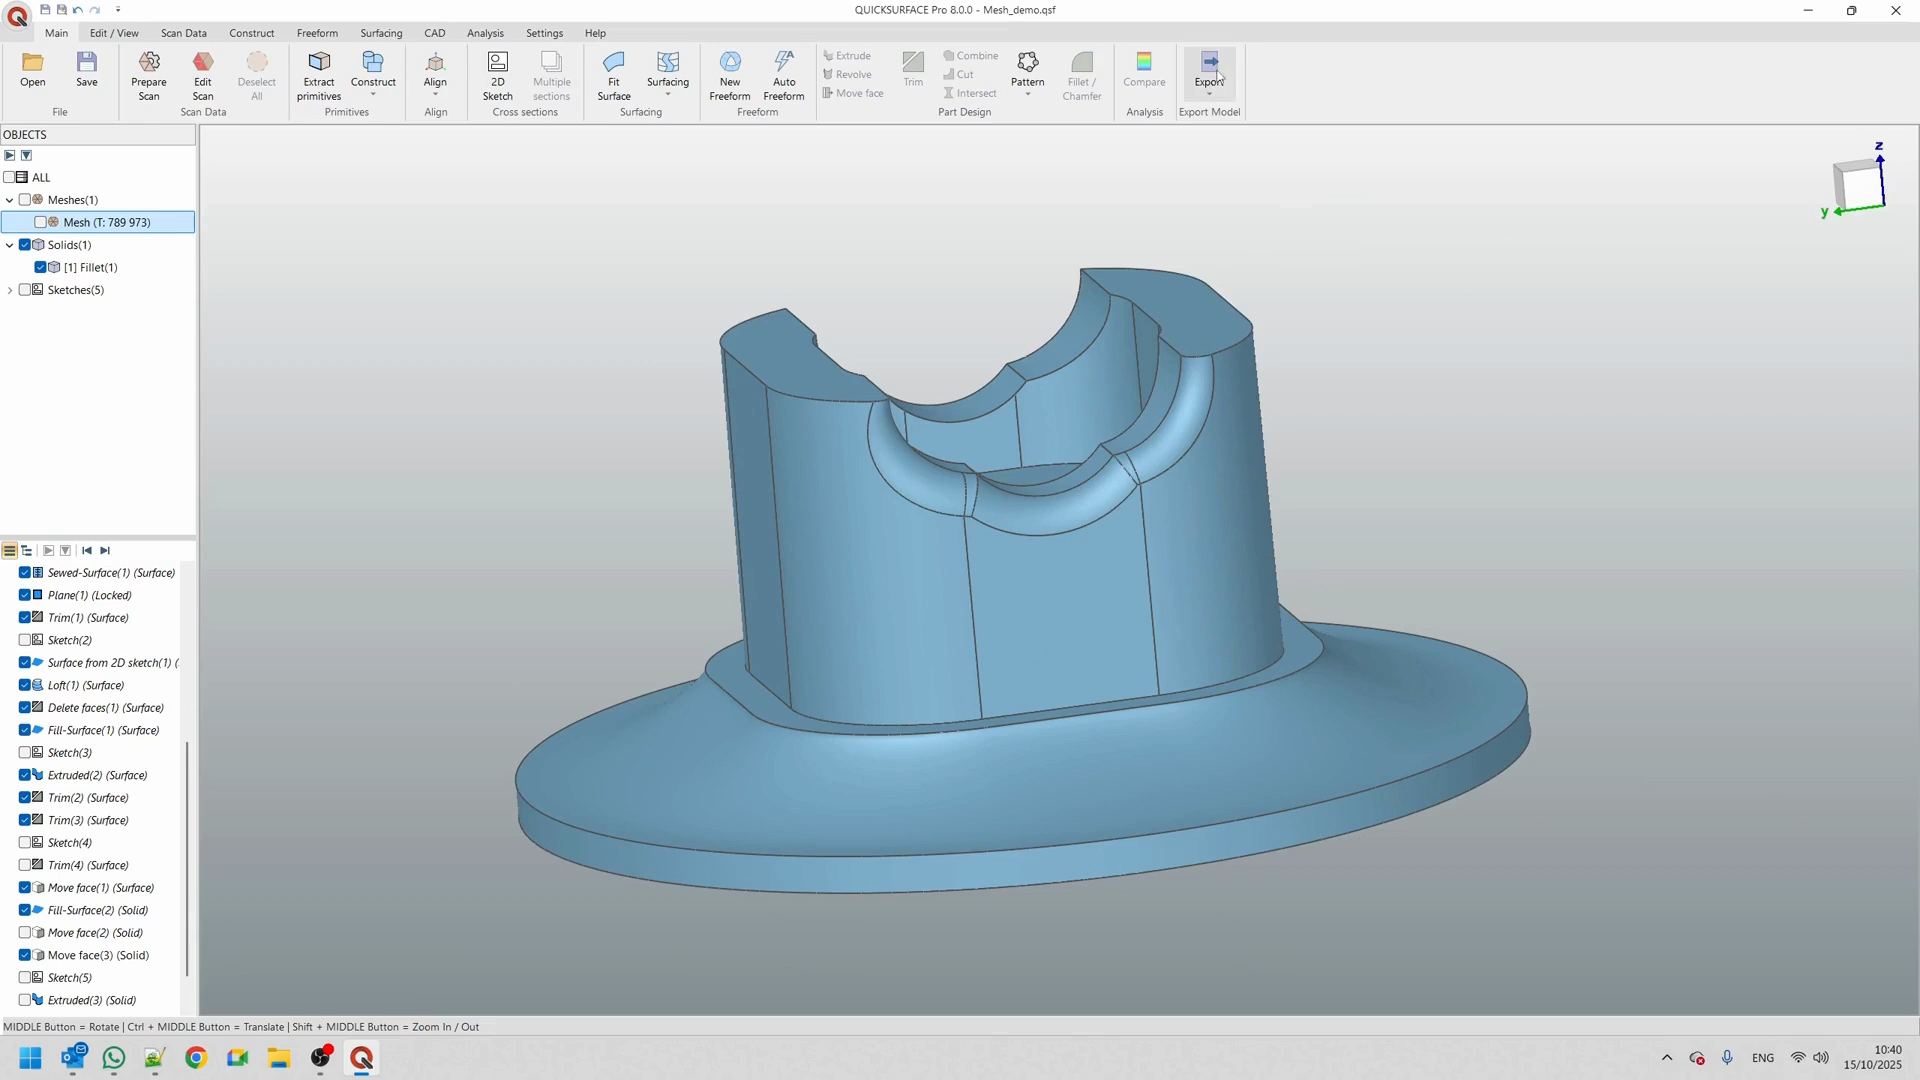 QUICKSURFACE Pro 8.0.0 - Mesh_demo.qsf
Main Edit / View Scan Data Construct Freeform Surfacing CAD Analysis Settings Help
Open Save Prepare Scan Edit Scan Deselect All Extract primitives Construct Align 2D Sketch Multiple sections Fit Surface Surfacing New Freeform Auto Freeform Extrude Revolve Move face Trim Combine Cut Intersect Pattern Fillet / Chamfer Compare Export
File Scan Data Primitives Align Cross sections Surfacing Freeform Part Design Analysis Export Model
OBJECTS
ALL
Meshes(1)
Mesh (T: 789 973)
Solids(1)
[1] Fillet(1)
Sketches(5)
z
y
Sewed-Surface(1) (Surface)
Plane(1) (Locked)
Trim(1) (Surface)
Sketch(2)
Surface from 2D sketch(1) (
Loft(1) (Surface)
Delete faces(1) (Surface)
Fill-Surface(1) (Surface)
Sketch(3)
Extruded(2) (Surface)
Trim(2) (Surface)
Trim(3) (Surface)
Sketch(4)
Trim(4) (Surface)
Move face(1) (Surface)
Fill-Surface(2) (Solid)
Move face(2) (Solid)
Move face(3) (Solid)
Sketch(5)
Extruded(3) (Solid)
MIDDLE Button = Rotate | Ctrl + MIDDLE Button = Translate | Shift + MIDDLE Button = Zoom In / Out
ENG
10:40
15/10/2025